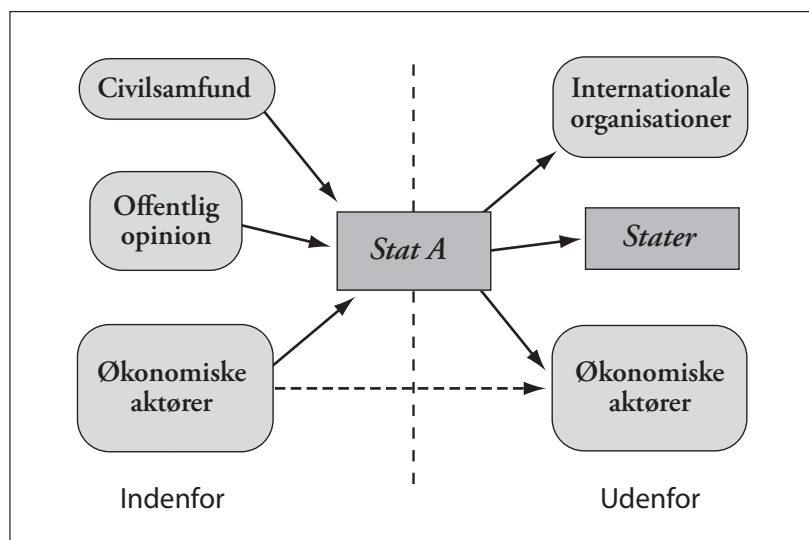 Civilsamfund
Internationale
organisationer
Offentlig
opinion
Stat A
Stater
Økonomiske
aktører
Økonomiske
aktører
Indenfor
Udenfor